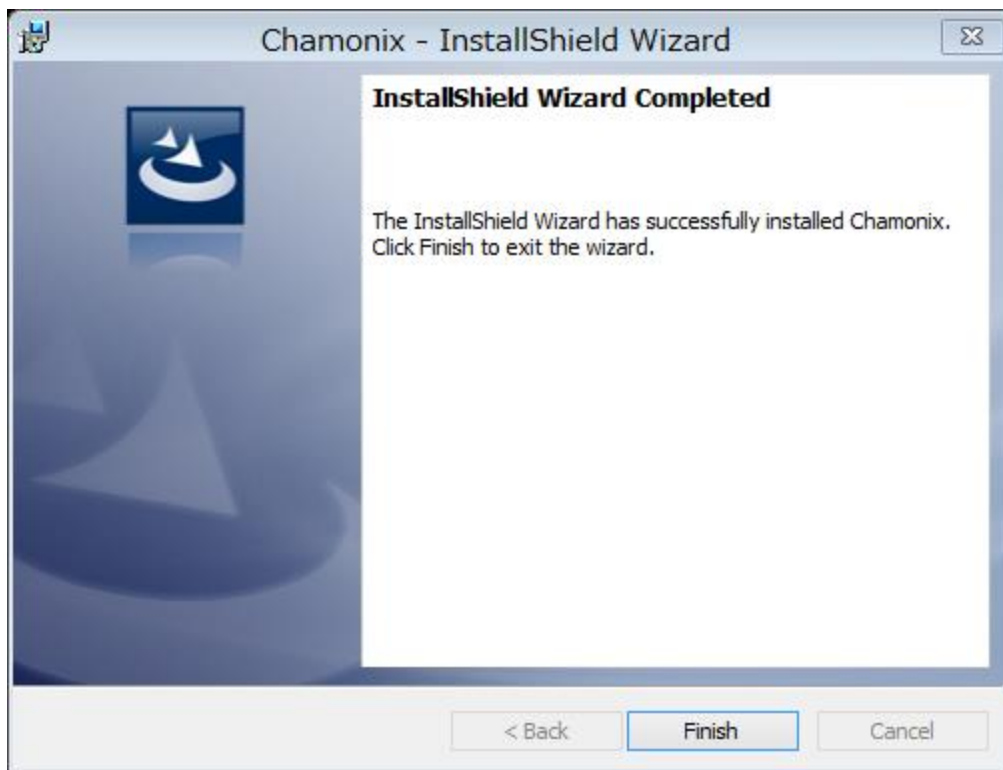 Chamonix - InstallShield Wizard
InstallShield Wizard Completed
The InstallShield Wizard has successfully installed Chamonix.
Click Finish to exit the wizard.
< Back
Finish
Cancel